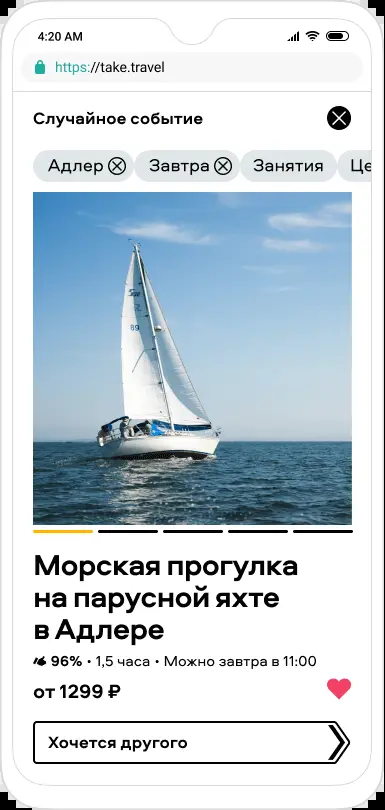 4:20 AM
https://take.travel
Случайное событие
Адлер Завтра Занятия Це
Морская прогулка
на парусной яхте
в Адлере
96% • 1,5 часа • Можно завтра в 11:00
от 1299 ₽
Хочется другого